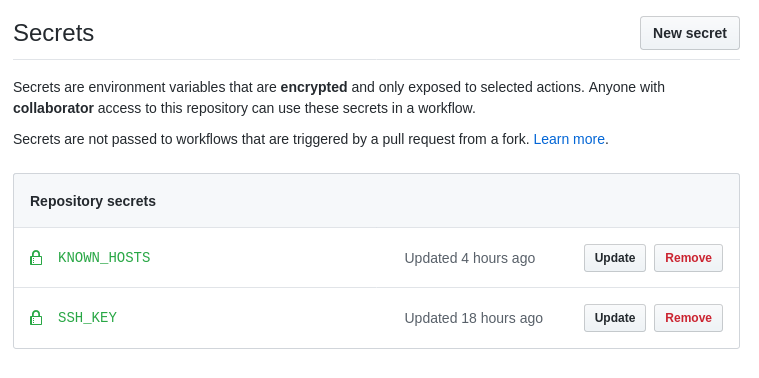 Secrets
New secret
Secrets are environment variables that are encrypted and only exposed to selected actions. Anyone with
collaborator access to this repository can use these secrets in a workflow.
Secrets are not passed to workflows that are triggered by a pull request from a fork. Learn more.
Repository secrets
KNOWN_HOSTS Updated 4 hours ago Update Remove
SSH_KEY Updated 18 hours ago Update Remove